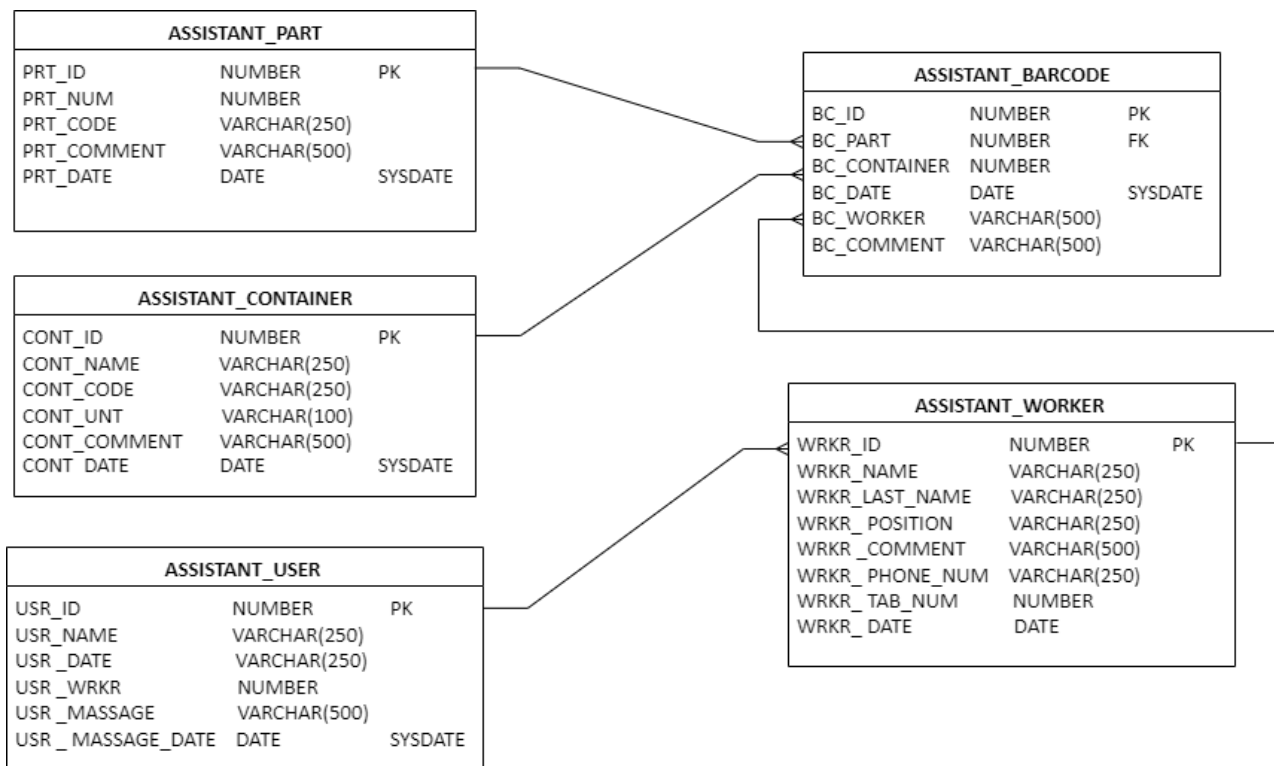 ASSISTANT_PART
PRT_ID NUMBER PK
PRT_NUM NUMBER
PRT_CODE VARCHAR(250)
PRT_COMMENT VARCHAR(500)
PRT_DATE DATE SYSDATE
ASSISTANT_BARCODE
BC_ID NUMBER PK
BC_PART NUMBER FK
BC_CONTAINER NUMBER
BC_DATE DATE SYSDATE
BC_WORKER VARCHAR(500)
BC_COMMENT VARCHAR(500)
ASSISTANT_CONTAINER
CONT_ID NUMBER PK
CONT_NAME VARCHAR(250)
CONT_CODE VARCHAR(250)
CONT_UNT VARCHAR(100)
CONT_COMMENT VARCHAR(500)
CONT_DATE DATE SYSDATE
ASSISTANT_WORKER
WRKR_ID NUMBER PK
WRKR_NAME VARCHAR(250)
WRKR_LAST_NAME VARCHAR(250)
WRKR_ POSITION VARCHAR(250)
WRKR _COMMENT VARCHAR(500)
WRKR_ PHONE_NUM VARCHAR(250)
WRKR_ TAB_NUM NUMBER
WRKR_ DATE DATE
ASSISTANT_USER
USR_ID NUMBER PK
USR_NAME VARCHAR(250)
USR _DATE VARCHAR(250)
USR _WRKR NUMBER
USR _MASSAGE VARCHAR(500)
USR _ MASSAGE_DATE DATE SYSDATE